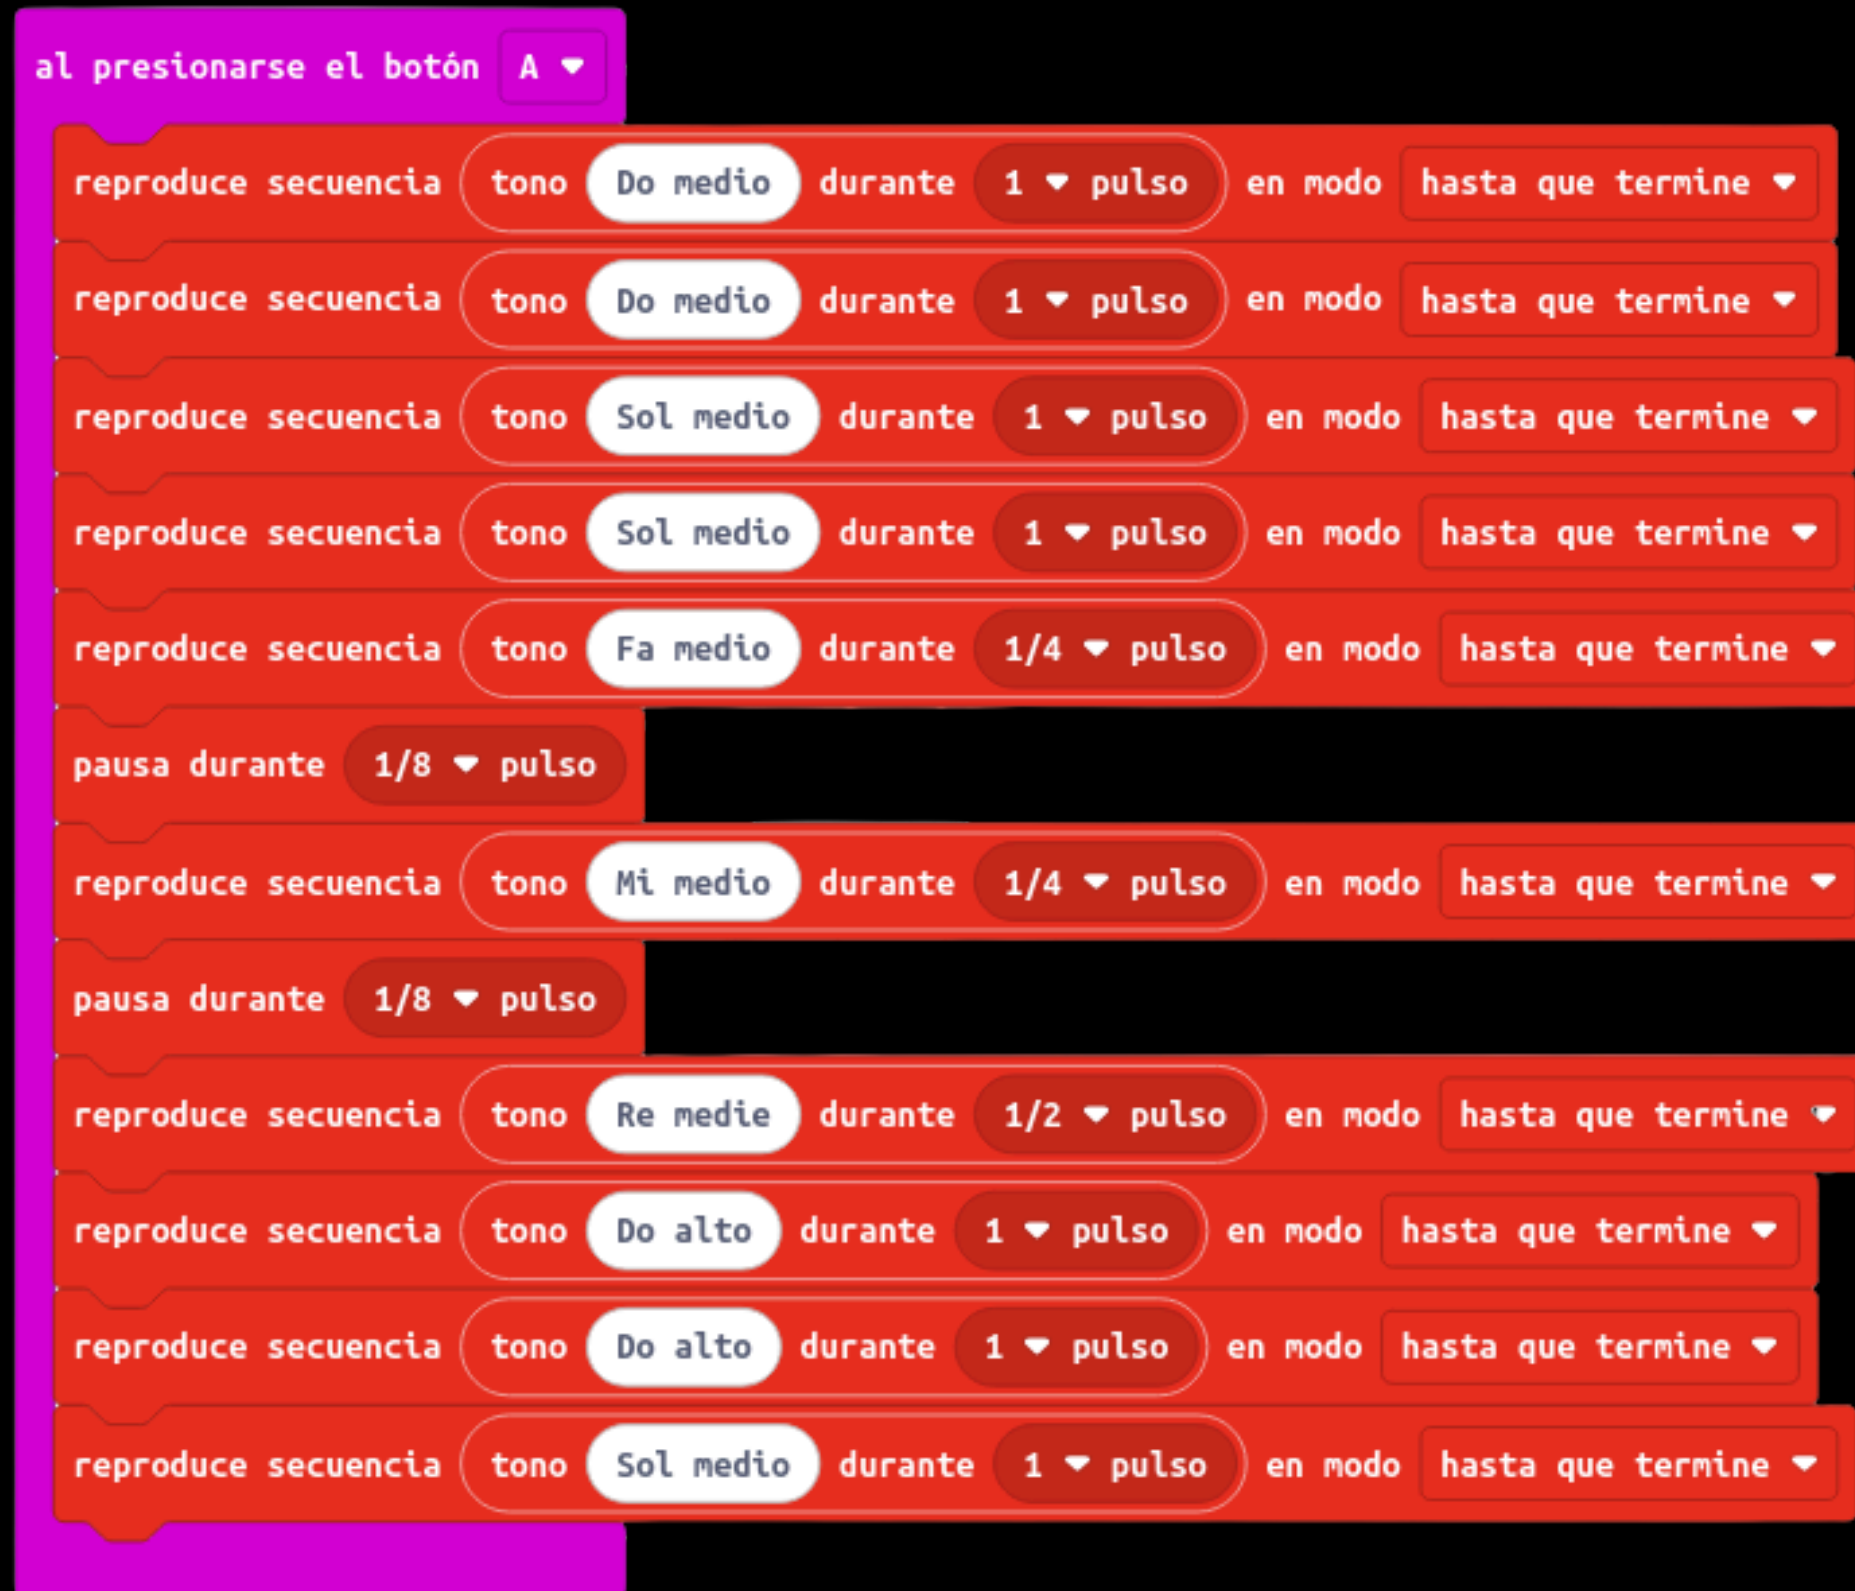 al presionarse el botón A
reproduce secuencia tono Do medio durante 1 pulso en modo hasta que termine
reproduce secuencia tono Do medio durante 1 pulso en modo hasta que termine
reproduce secuencia tono Sol medio durante 1 pulso en modo hasta que termine
reproduce secuencia tono Sol medio durante 1 pulso en modo hasta que termine
reproduce secuencia tono Fa medio durante 1/4 pulso en modo hasta que termine
pausa durante 1/8 pulso
reproduce secuencia tono Mi medio durante 1/4 pulso en modo hasta que termine
pausa durante 1/8 pulso
reproduce secuencia tono Re medie durante 1/2 pulso en modo hasta que termine
reproduce secuencia tono Do alto durante 1 pulso en modo hasta que termine
reproduce secuencia tono Do alto durante 1 pulso en modo hasta que termine
reproduce secuencia tono Sol medio durante 1 pulso en modo hasta que termine